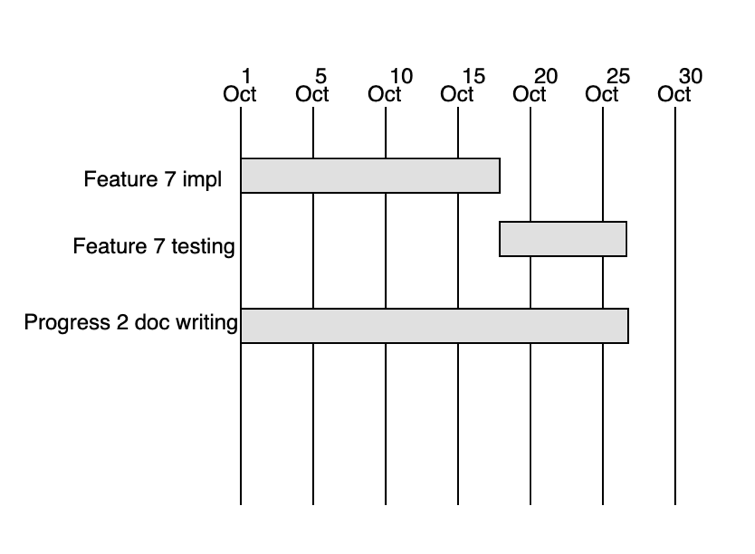 1 5 10 15 20 25 30
Oct Oct Oct Oct Oct Oct Oct
Feature 7 impl
Feature 7 testing
Progress 2 doc writing